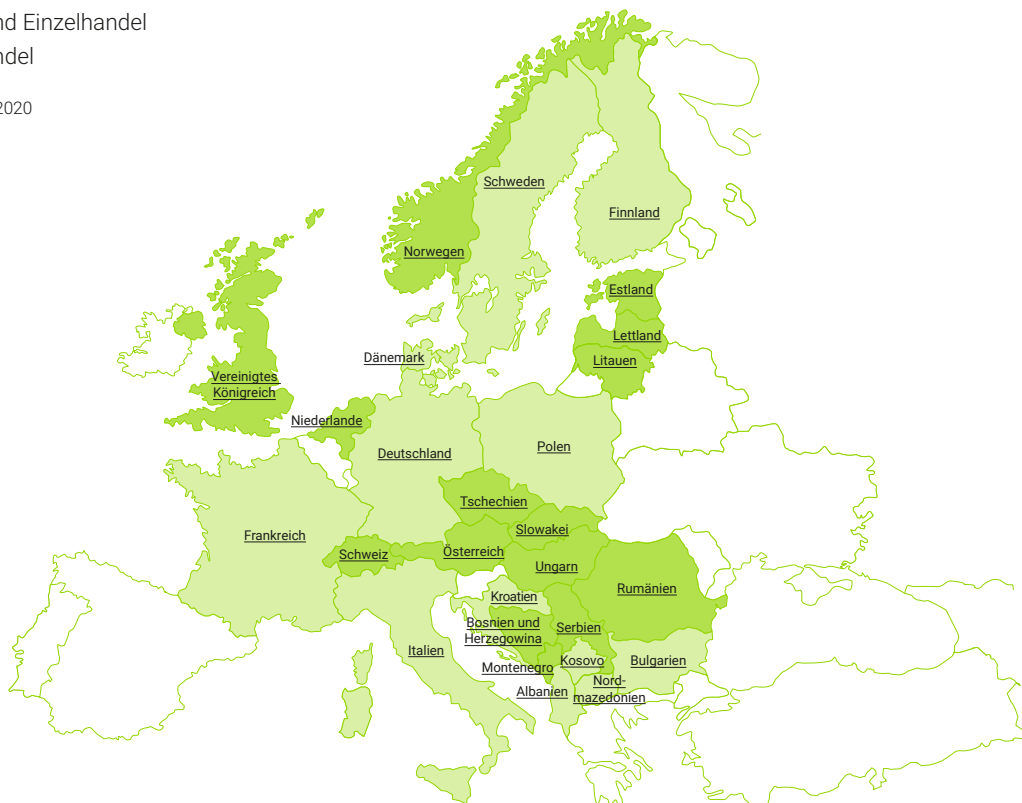 nd Einzelhandel
ndel
2020
Schweden
Finnland
Norwegen
Estland
Lettland
Dänemark
Litauen
Vereinigtes
Königreich
Niederlande
Deutschland
Polen
Tschechien
Slowakei
Frankreich
Schweiz
Österreich
Ungarn
Rumänien
Kroatien
Bosnien und
Herzegowina
Serbien
Italien
Montenegro
Kosovo
Bulgarien
Albanien
Nord-
mazedonien